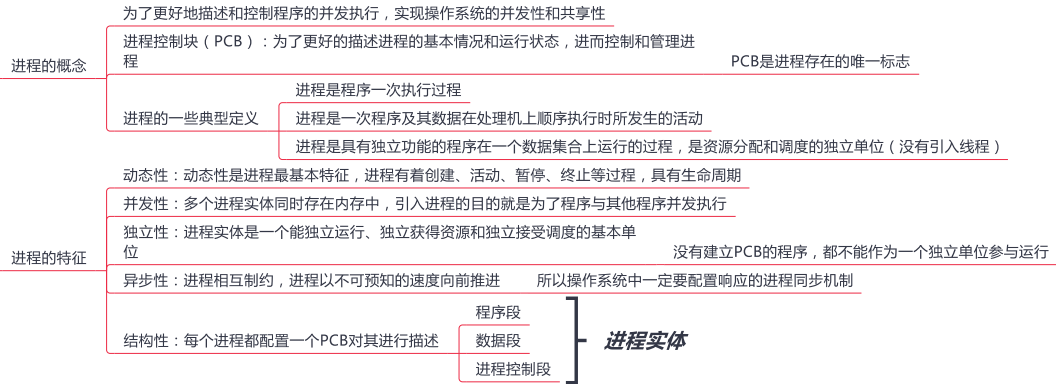 为了更好地描述和控制程序的并发执行，实现操作系统的并发性和共享性
进程控制块（PCB）：为了更好的描述进程的基本情况和运行状态，进而控制和管理进
程
PCB是进程存在的唯一标志
进程的概念
进程是程序一次执行过程
进程的一些典型定义
进程是一次程序及其数据在处理机上顺序执行时所发生的活动
进程是具有独立功能的程序在一个数据集合上运行的过程，是资源分配和调度的独立单位（没有引入线程）
动态性：动态性是进程最基本特征，进程有着创建、活动、暂停、终止等过程，具有生命周期
并发性：多个进程实体同时存在内存中，引入进程的目的就是为了程序与其他程序并发执行
独立性：进程实体是一个能独立运行、独立获得资源和独立接受调度的基本单
位
没有建立PCB的程序，都不能作为一个独立单位参与运行
进程的特征
异步性：进程相互制约，进程以不可预知的速度向前推进
所以操作系统中一定要配置响应的进程同步机制
结构性：每个进程都配置一个PCB对其进行描述
程序段
数据段
进程控制段
进程实体